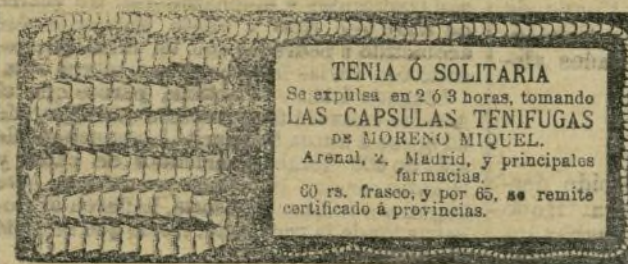 TENIA Ó SOLITARIA
Se expulsa en 2 ó 3 horas, tomando
LAS CAPSULAS TENIFUGAS
DE MORENO MIQUEL.
Arenal, 2, Madrid, y principales
farmacias.
60 rs. frasco, y por 65, se remite
certificado á provincias.